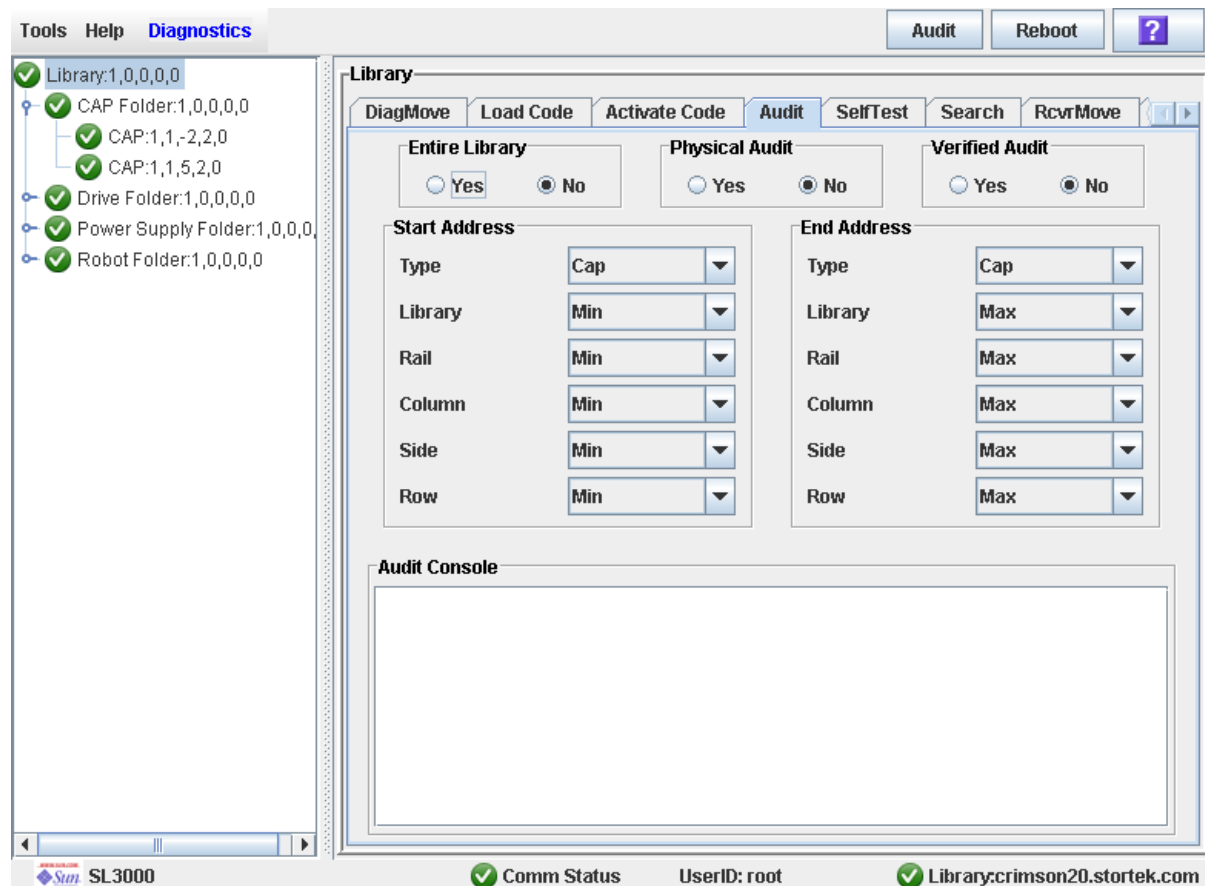 Tools Help Diagnostics
Audit Reboot ?
Library:1,0,0,0,0
CAP Folder:1,0,0,0,0
CAP:1,1,-2,2,0
CAP:1,1,5,2,0
Drive Folder:1,0,0,0,0
Power Supply Folder:1,0,0,0,
Robot Folder:1,0,0,0,0
Library
DiagMove Load Code Activate Code Audit SelfTest Search RcvrMove
Entire Library Physical Audit Verified Audit
Yes No Yes No Yes No
Start Address End Address
Type Cap Type Cap
Library Min Library Max
Rail Min Rail Max
Column Min Column Max
Side Min Side Max
Row Min Row Max
Audit Console
Sun SL3000 Comm Status UserID: root Library:crimson20.stortek.com